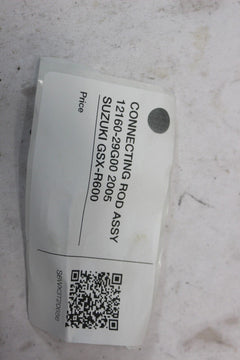 CONNECTING ROD ASSY
12160-29G00 2005
SUZUKI GSX-R600
Price